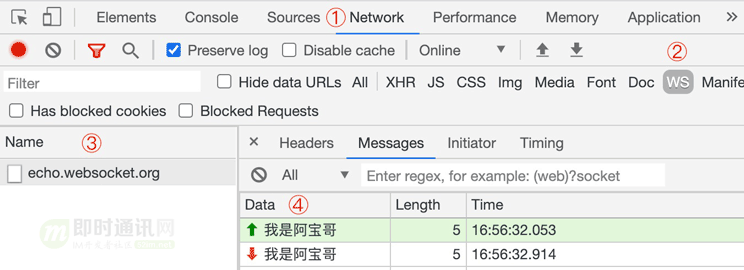 Elements Console Sources ① Network Performance Memory Application »
Preserve log Disable cache Online
②
Filter Hide data URLs All XHR JS CSS Img Media Font Doc WS Manife
Has blocked cookies Blocked Requests
Name ③ × Headers Messages Initiator Timing
echo.websocket.org All Enter regex, for example: (web)?socket
Data ④ Length Time
我是阿宝哥 5 16:56:32.053
我是阿宝哥 5 16:56:32.914
即时通讯网